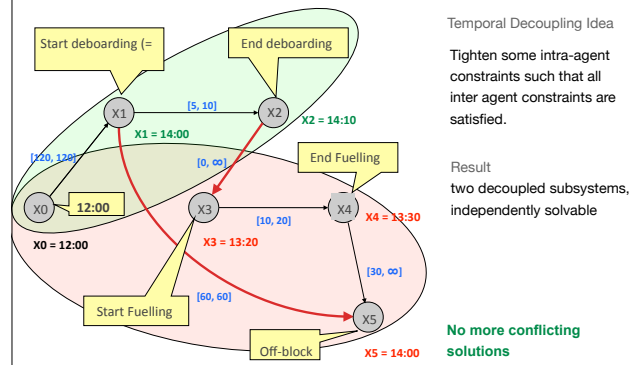 Start deboarding (=
End deboarding
Temporal Decoupling Idea
Tighten some intra-agent
constraints such that all
inter agent constraints are
satisfied.
Result
two decoupled subsystems,
independently solvable
No more conflicting
solutions
[5, 10]
X1
X2
X1 = 14:00
X2 = 14:10
[120, 120]
[0, ∞]
End Fuelling
X0
12:00
X0 = 12:00
X3
[10, 20]
X4
X4 = 13:30
X3 = 13:20
[30, ∞]
Start Fuelling
[60, 60]
X5
Off-block
X5 = 14:00